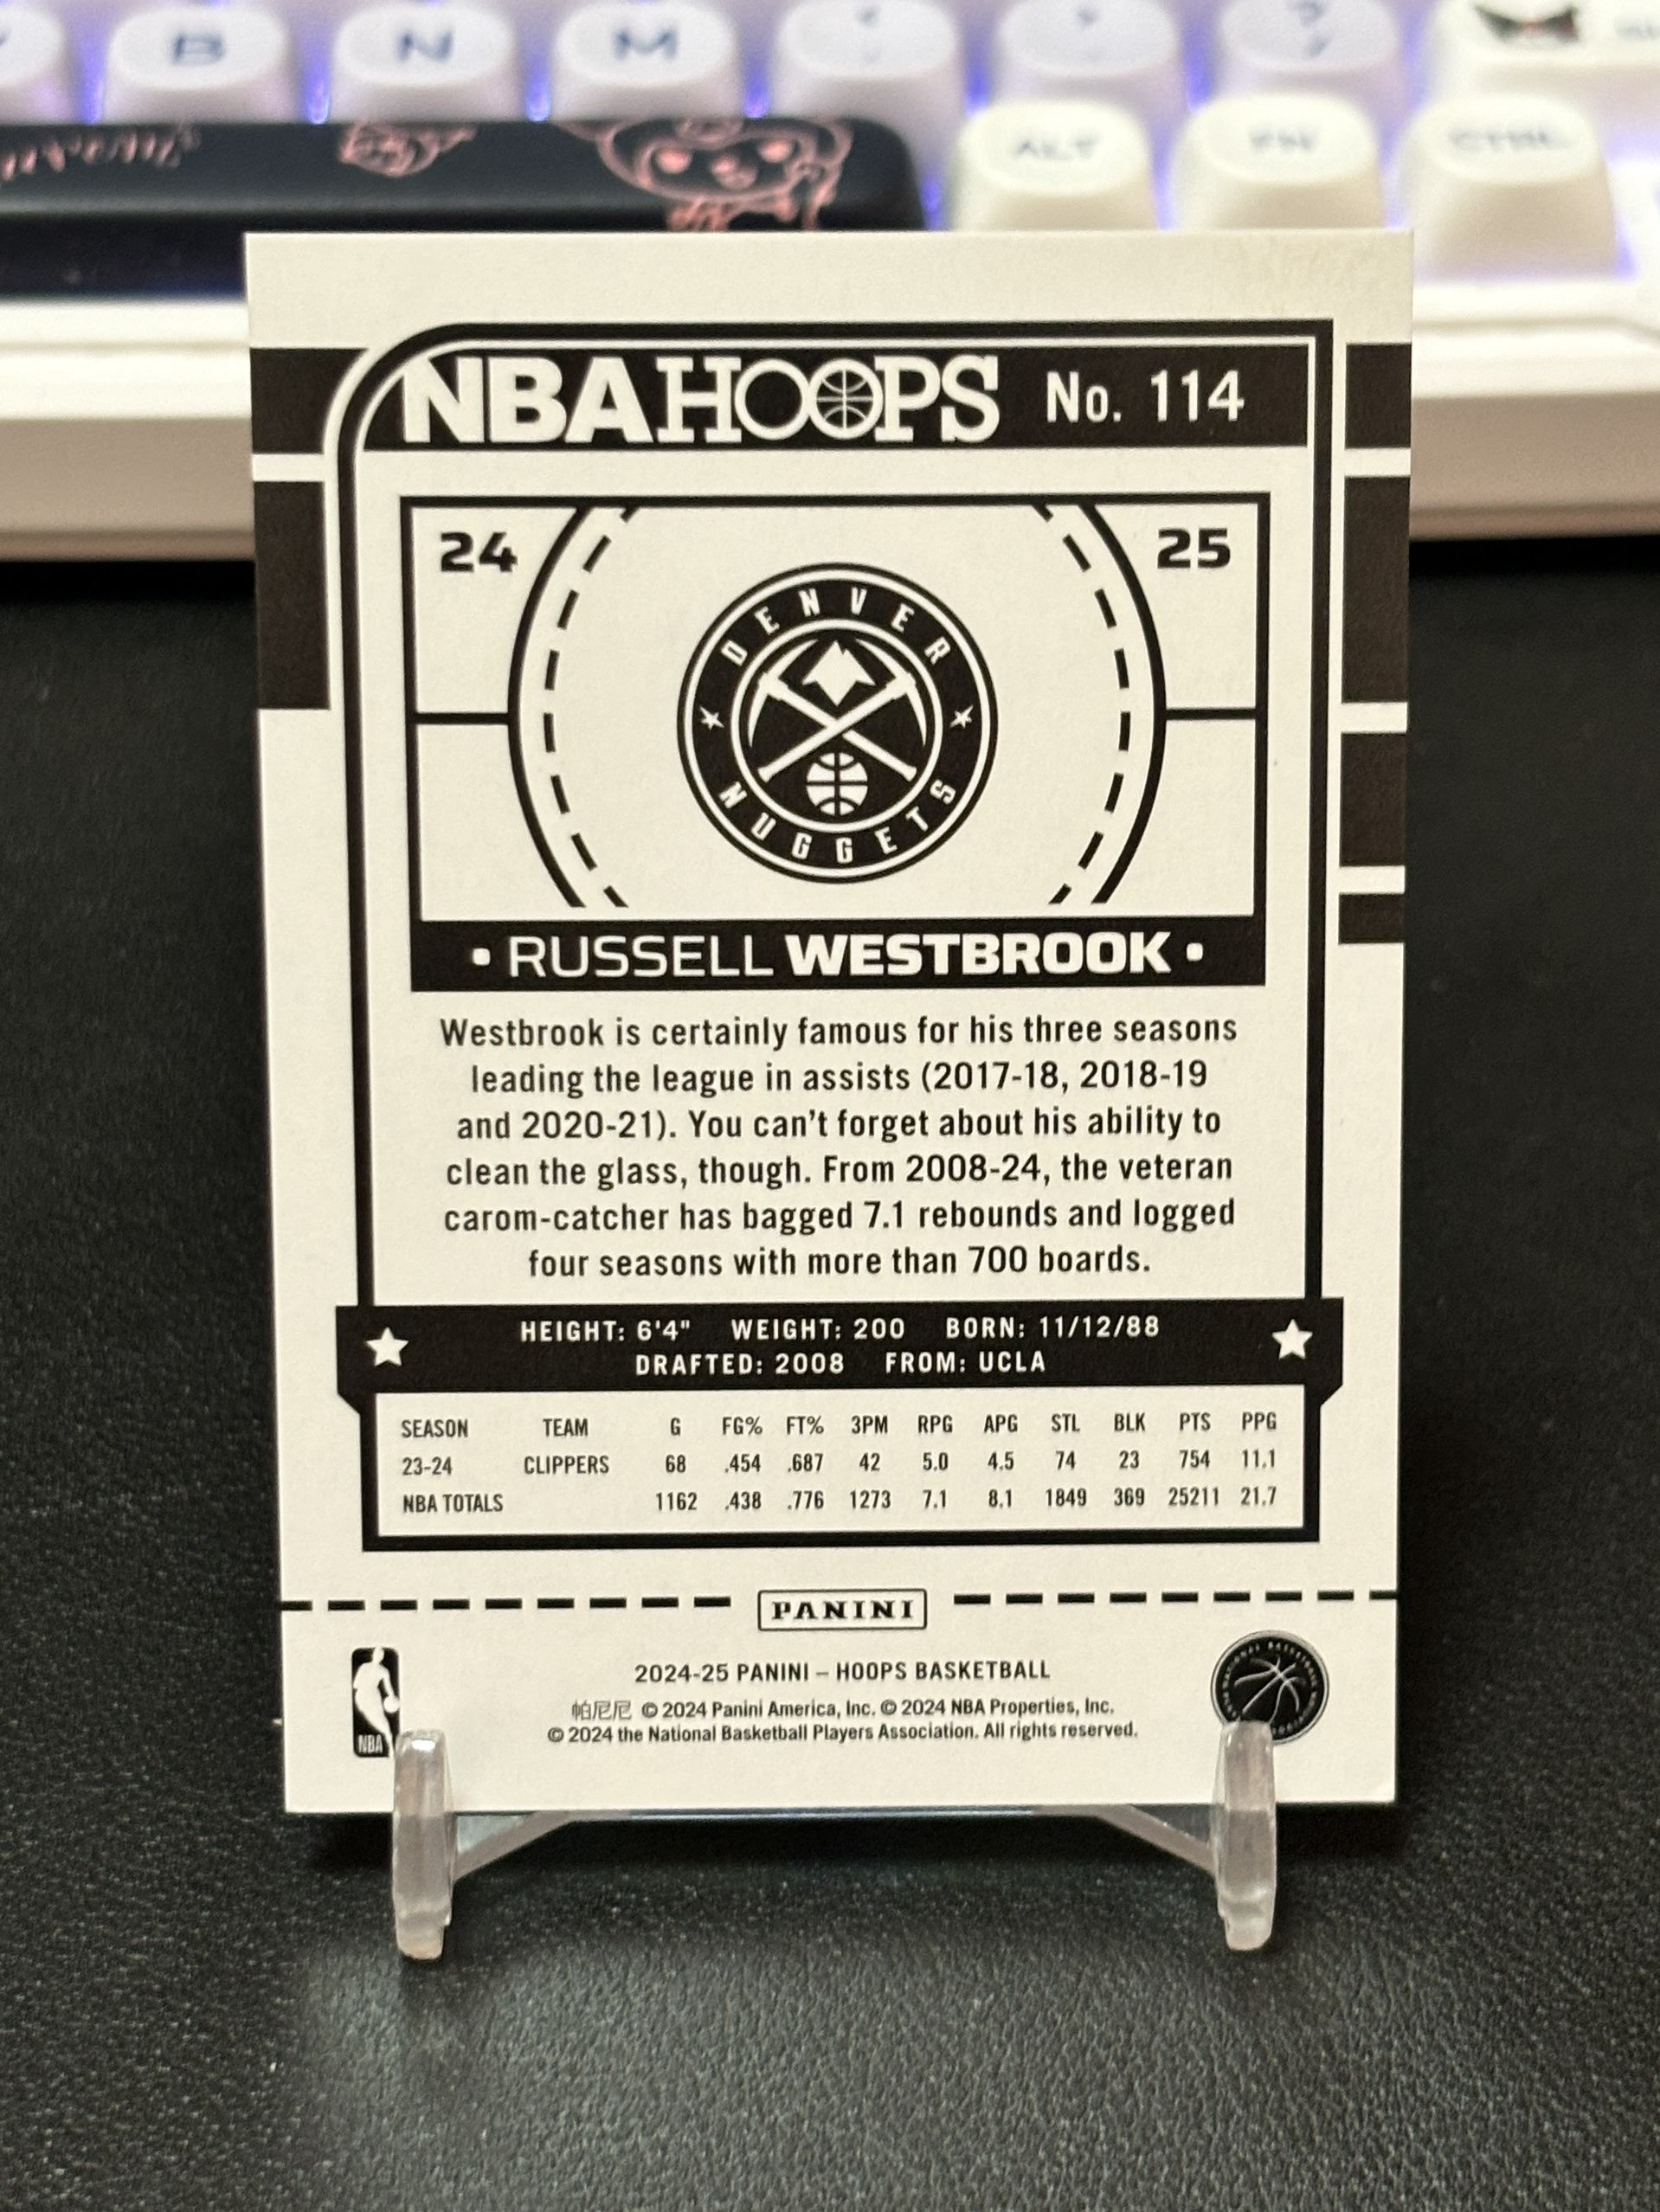 B N M
ALT FN CTRL
NBA HOOPS No. 114
24 25
DENVER
NUGGETS
• RUSSELL WESTBROOK •
Westbrook is certainly famous for his three seasons
leading the league in assists (2017-18, 2018-19
and 2020-21). You can't forget about his ability to
clean the glass, though. From 2008-24, the veteran
carom-catcher has bagged 7.1 rebounds and logged
four seasons with more than 700 boards.
HEIGHT: 6'4" WEIGHT: 200 BORN: 11/12/88
DRAFTED: 2008 FROM: UCLA
SEASON TEAM G FG% FT% 3PM RPG APG STL BLK PTS PPG
23-24 CLIPPERS 68 .454 .687 42 5.0 4.5 74 23 754 11.1
NBA TOTALS 1162 .438 .776 1273 7.1 8.1 1849 369 25211 21.7
PANINI
2024-25 PANINI – HOOPS BASKETBALL
帕尼尼 © 2024 Panini America, Inc. © 2024 NBA Properties, Inc.
© 2024 the National Basketball Players Association. All rights reserved.
NBA